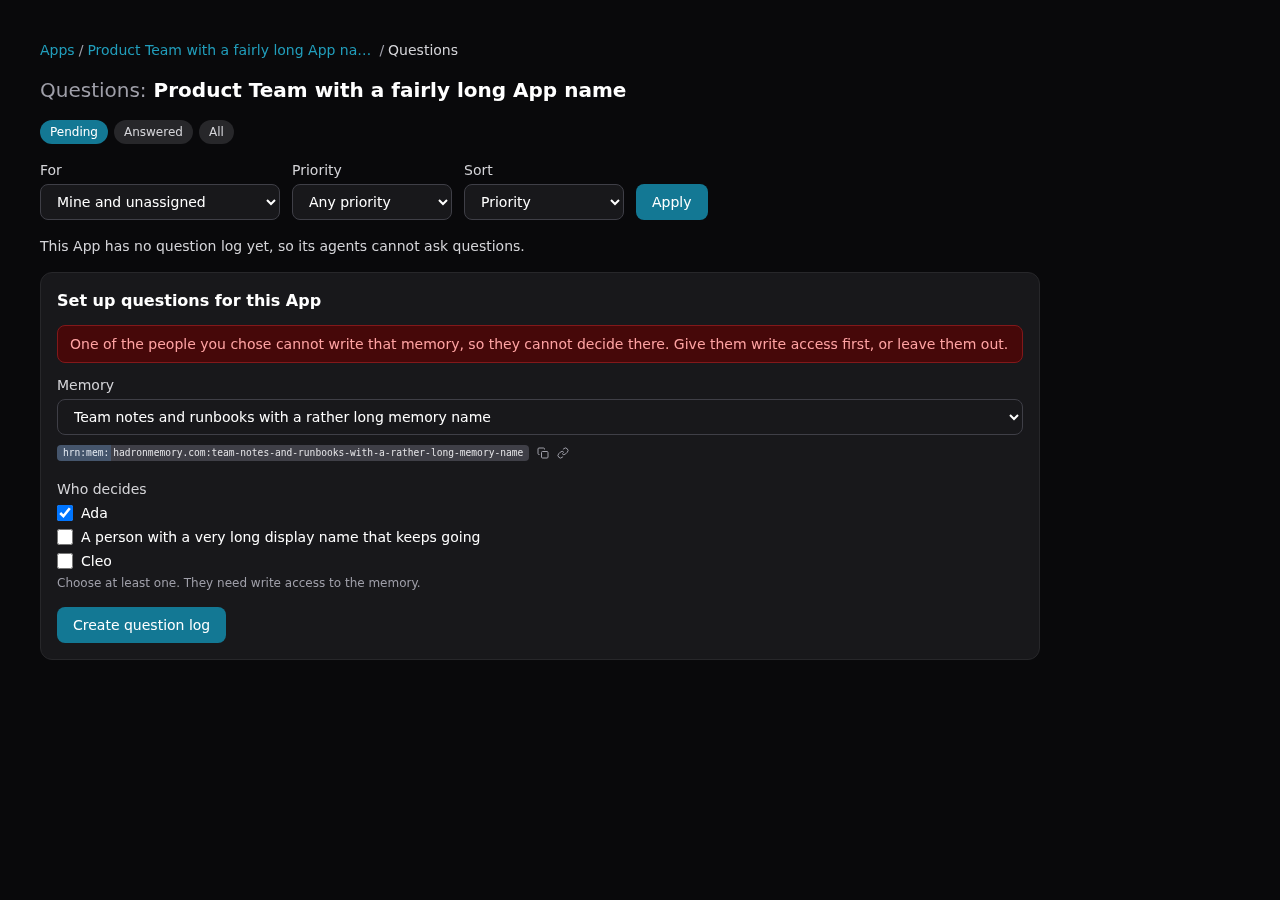 Apps / Product Team with a fairly long App na… / Questions
Questions: Product Team with a fairly long App name
Pending Answered All
For Priority Sort
Mine and unassigned Any priority Priority Apply
This App has no question log yet, so its agents cannot ask questions.
Set up questions for this App
One of the people you chose cannot write that memory, so they cannot decide there. Give them write access first, or leave them out.
Memory
Team notes and runbooks with a rather long memory name
hrn:mem:hadronmemory.com:team-notes-and-runbooks-with-a-rather-long-memory-name
Who decides
Ada
A person with a very long display name that keeps going
Cleo
Choose at least one. They need write access to the memory.
Create question log